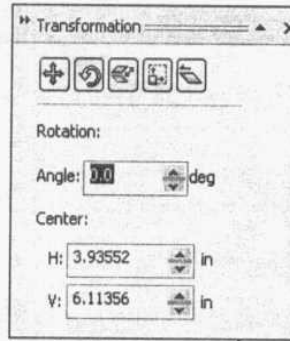 Transformation
Rotation:
Angle: 0.0 deg
Center:
H: 3.93552 in
V: 6.11356 in